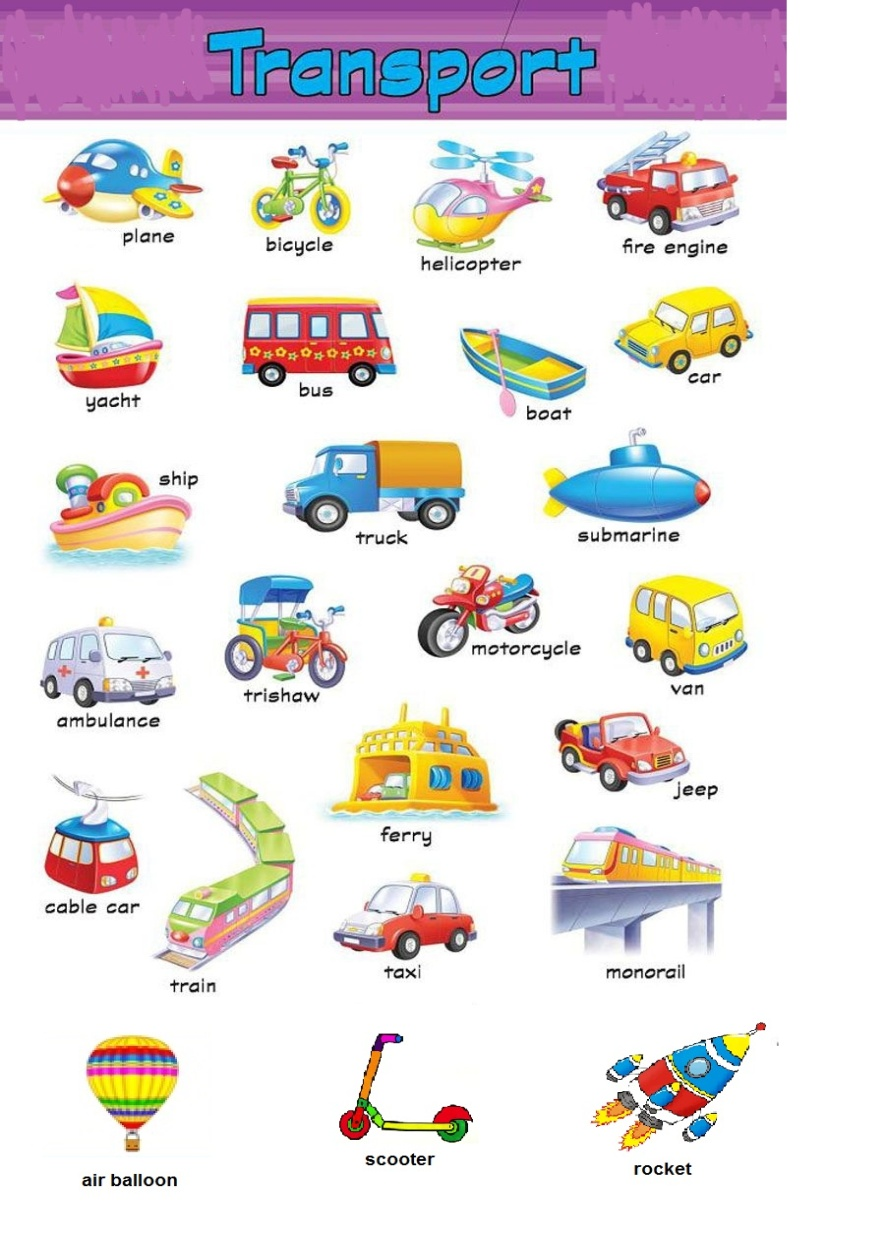 Transport
plane
bicycle
helicopter
fire engine
yacht
bus
boat
car
ship
truck
submarine
ambulance
trishaw
motorcycle
van
cable car
train
ferry
taxi
jeep
monorail
air balloon
scooter
rocket